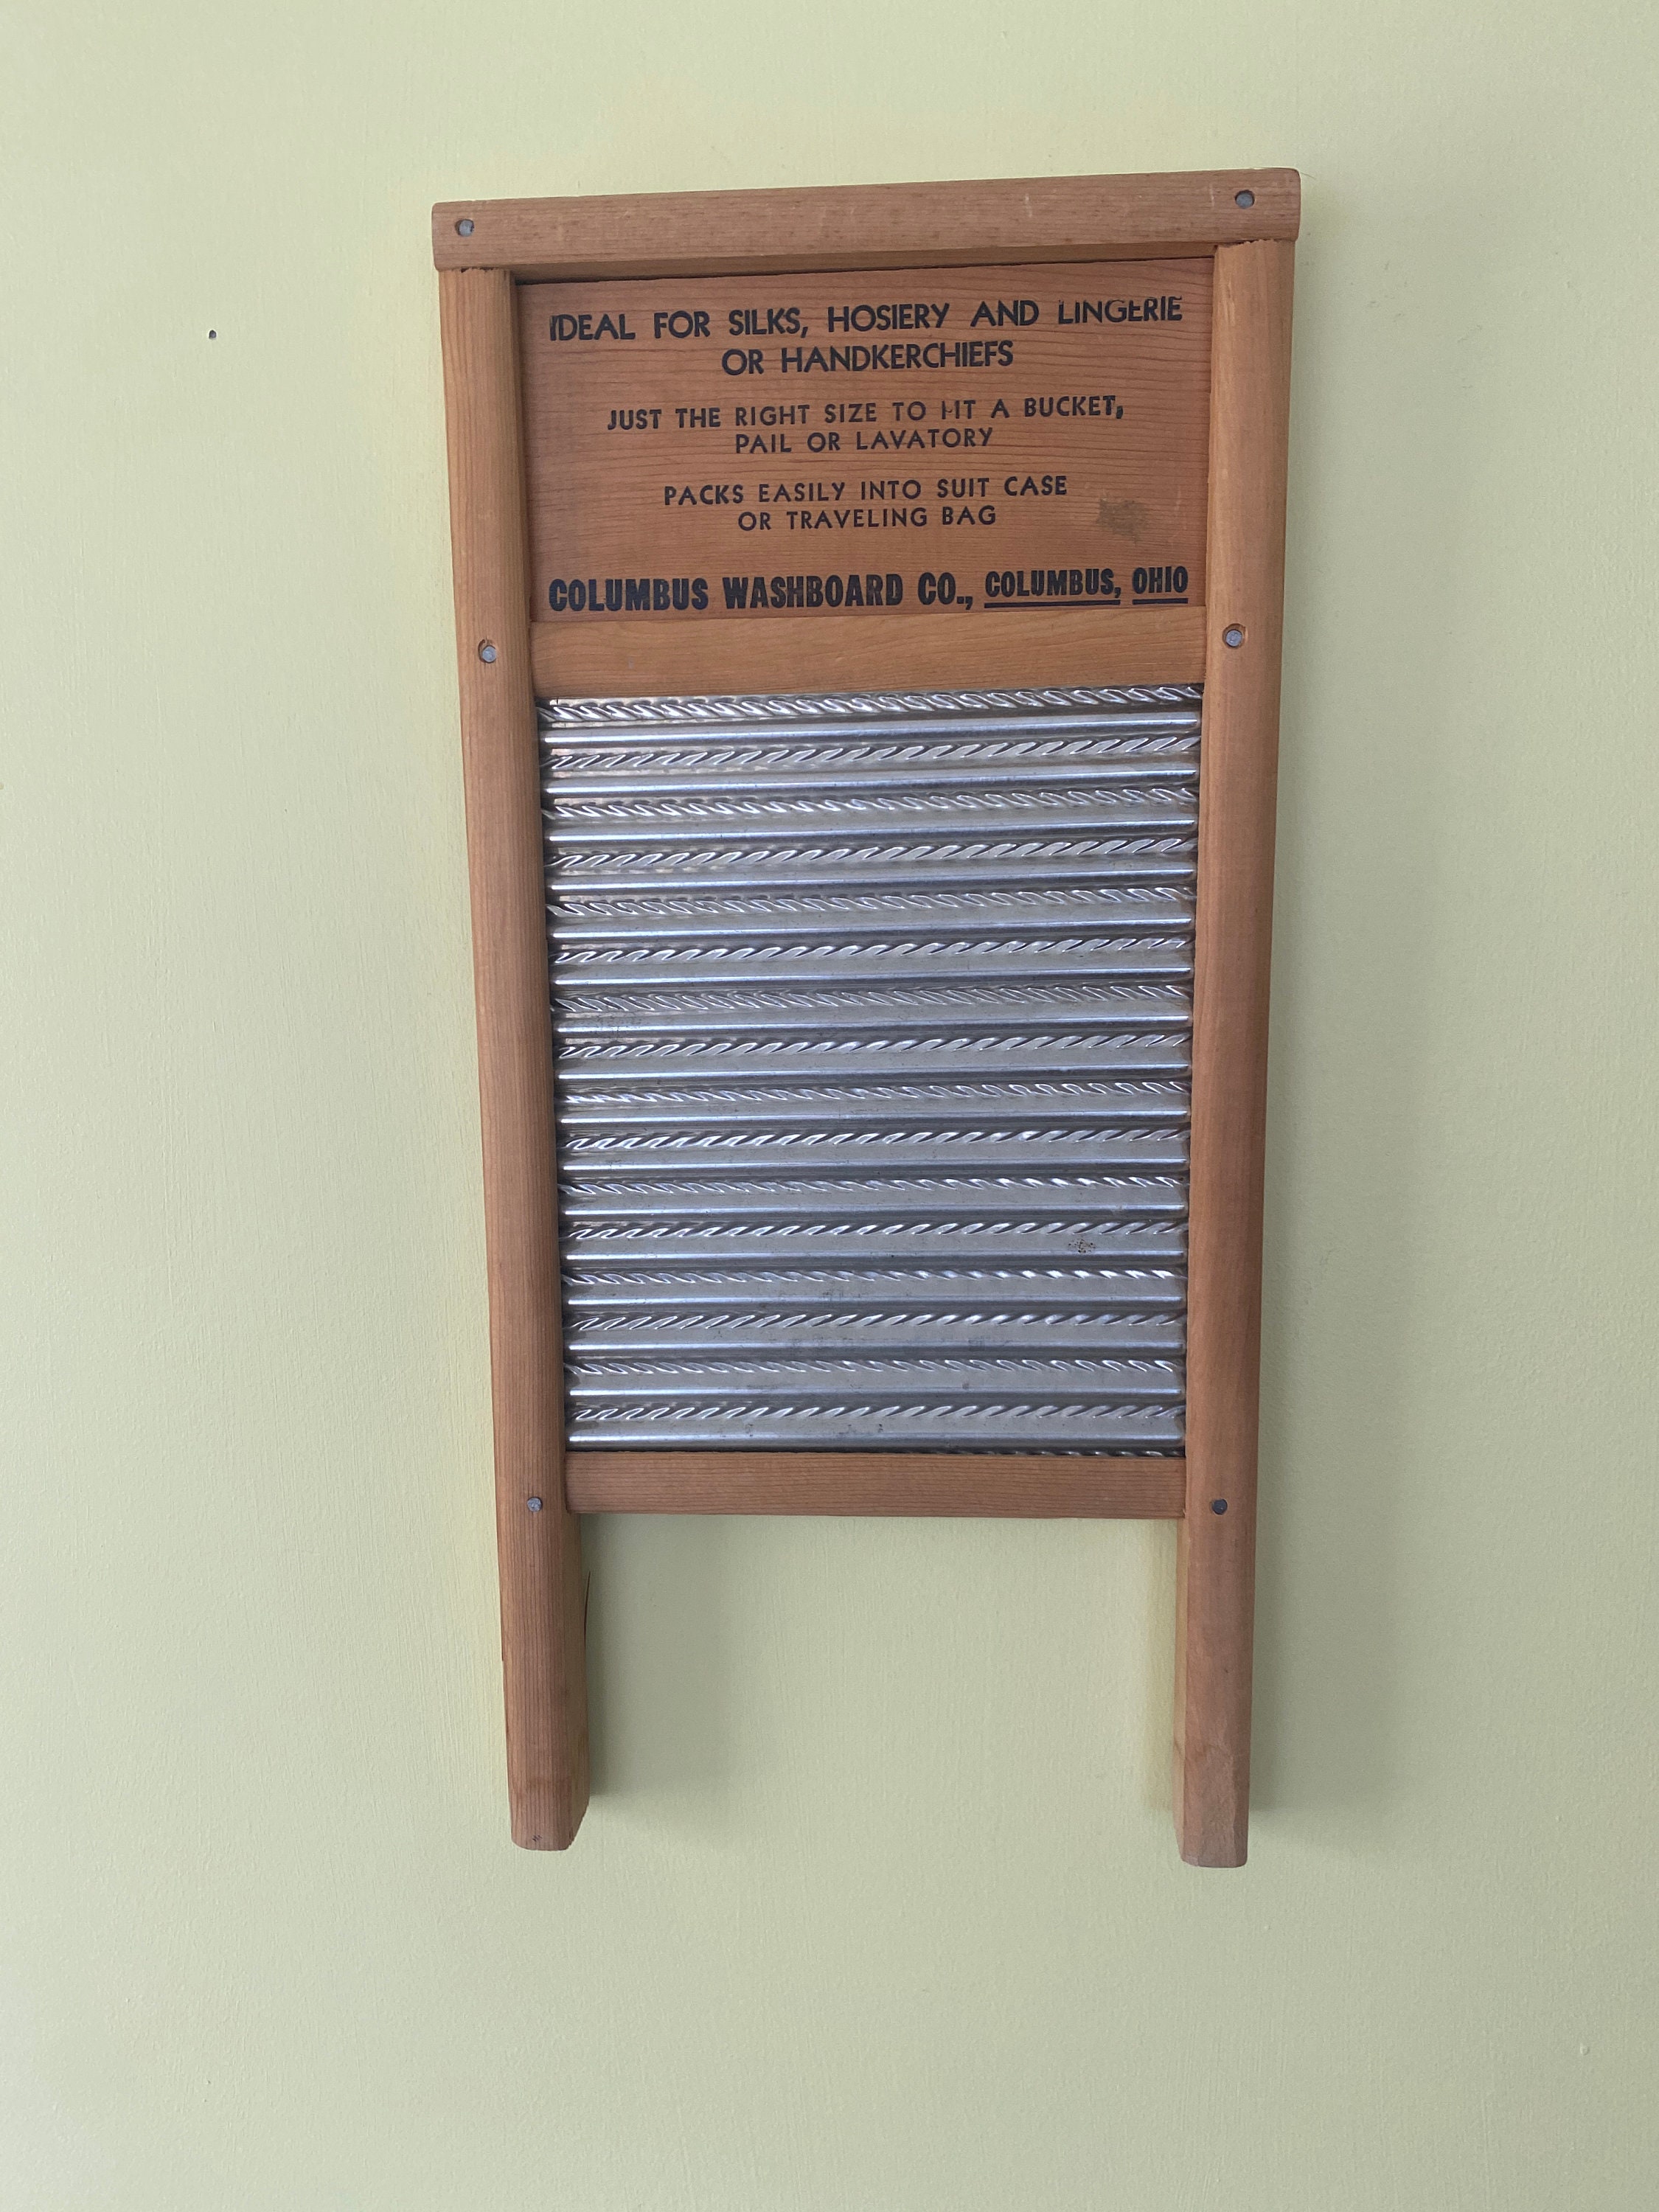 IDEAL FOR SILKS, HOSIERY AND LINGERIE
OR HANDKERCHIEFS
JUST THE RIGHT SIZE TO FIT A BUCKET,
PAIL OR LAVATORY
PACKS EASILY INTO SUIT CASE
OR TRAVELING BAG
COLUMBUS WASHBOARD CO., COLUMBUS, OHIO